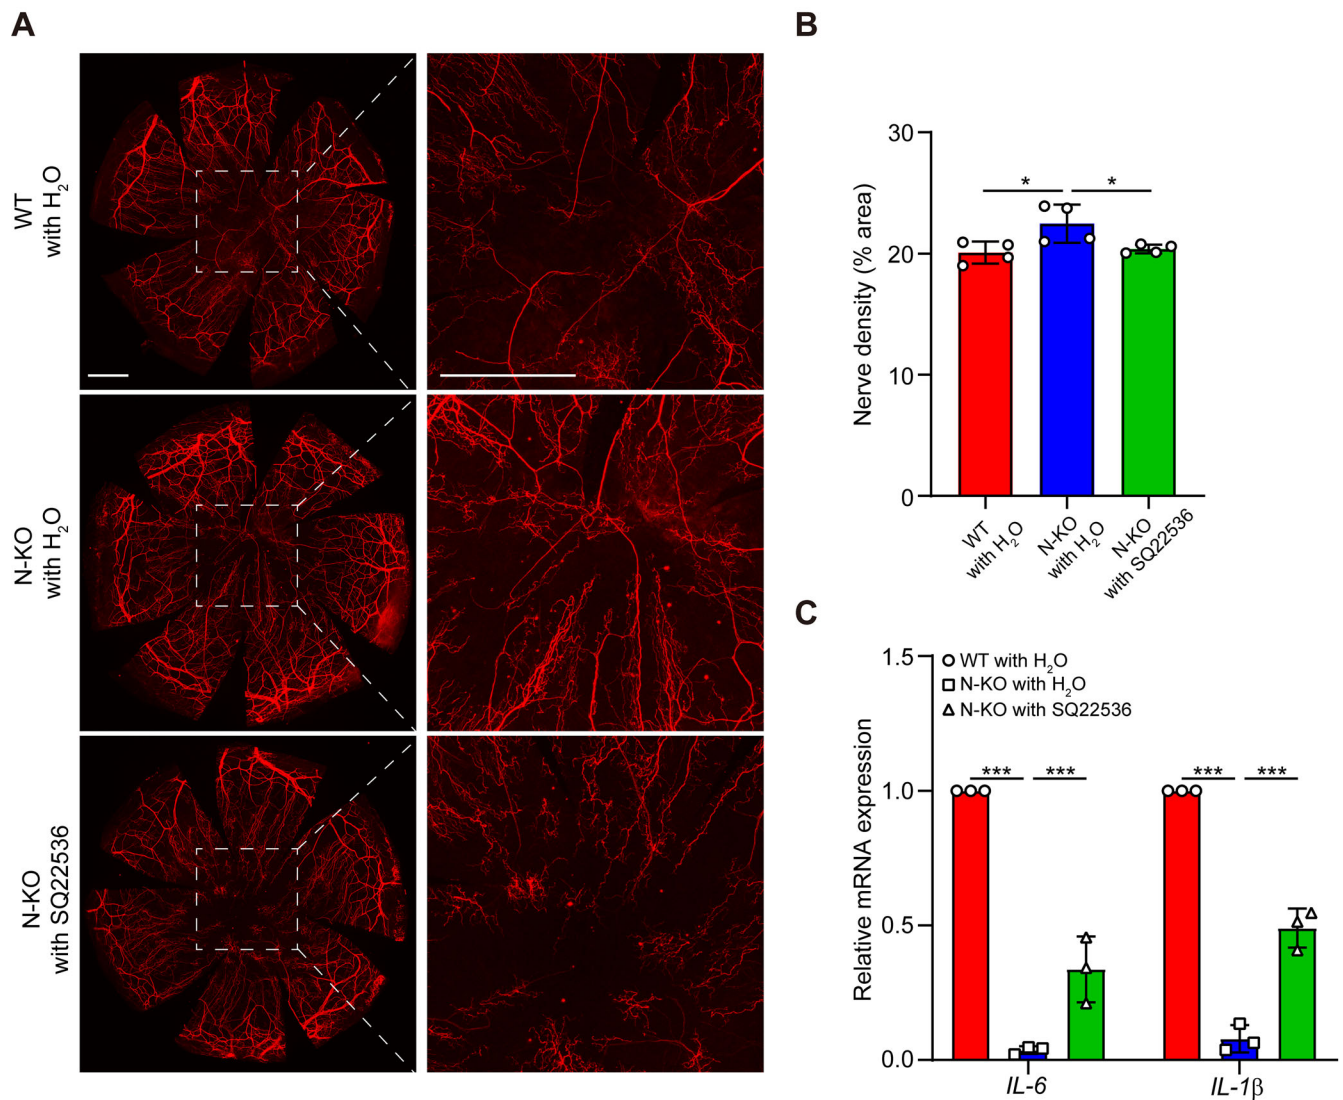 A
WT
with H₂O
N-KO
with H₂O
N-KO
with SQ22536
B
Nerve density (% area)
30
20
10
0
*
*
WT
with H₂O
N-KO
with H₂O
N-KO
with SQ22536
C
Relative mRNA expression
1.5
1.0
0.5
0.0
WT with H₂O
N-KO with H₂O
N-KO with SQ22536
***
***
***
***
IL-6
IL-1β